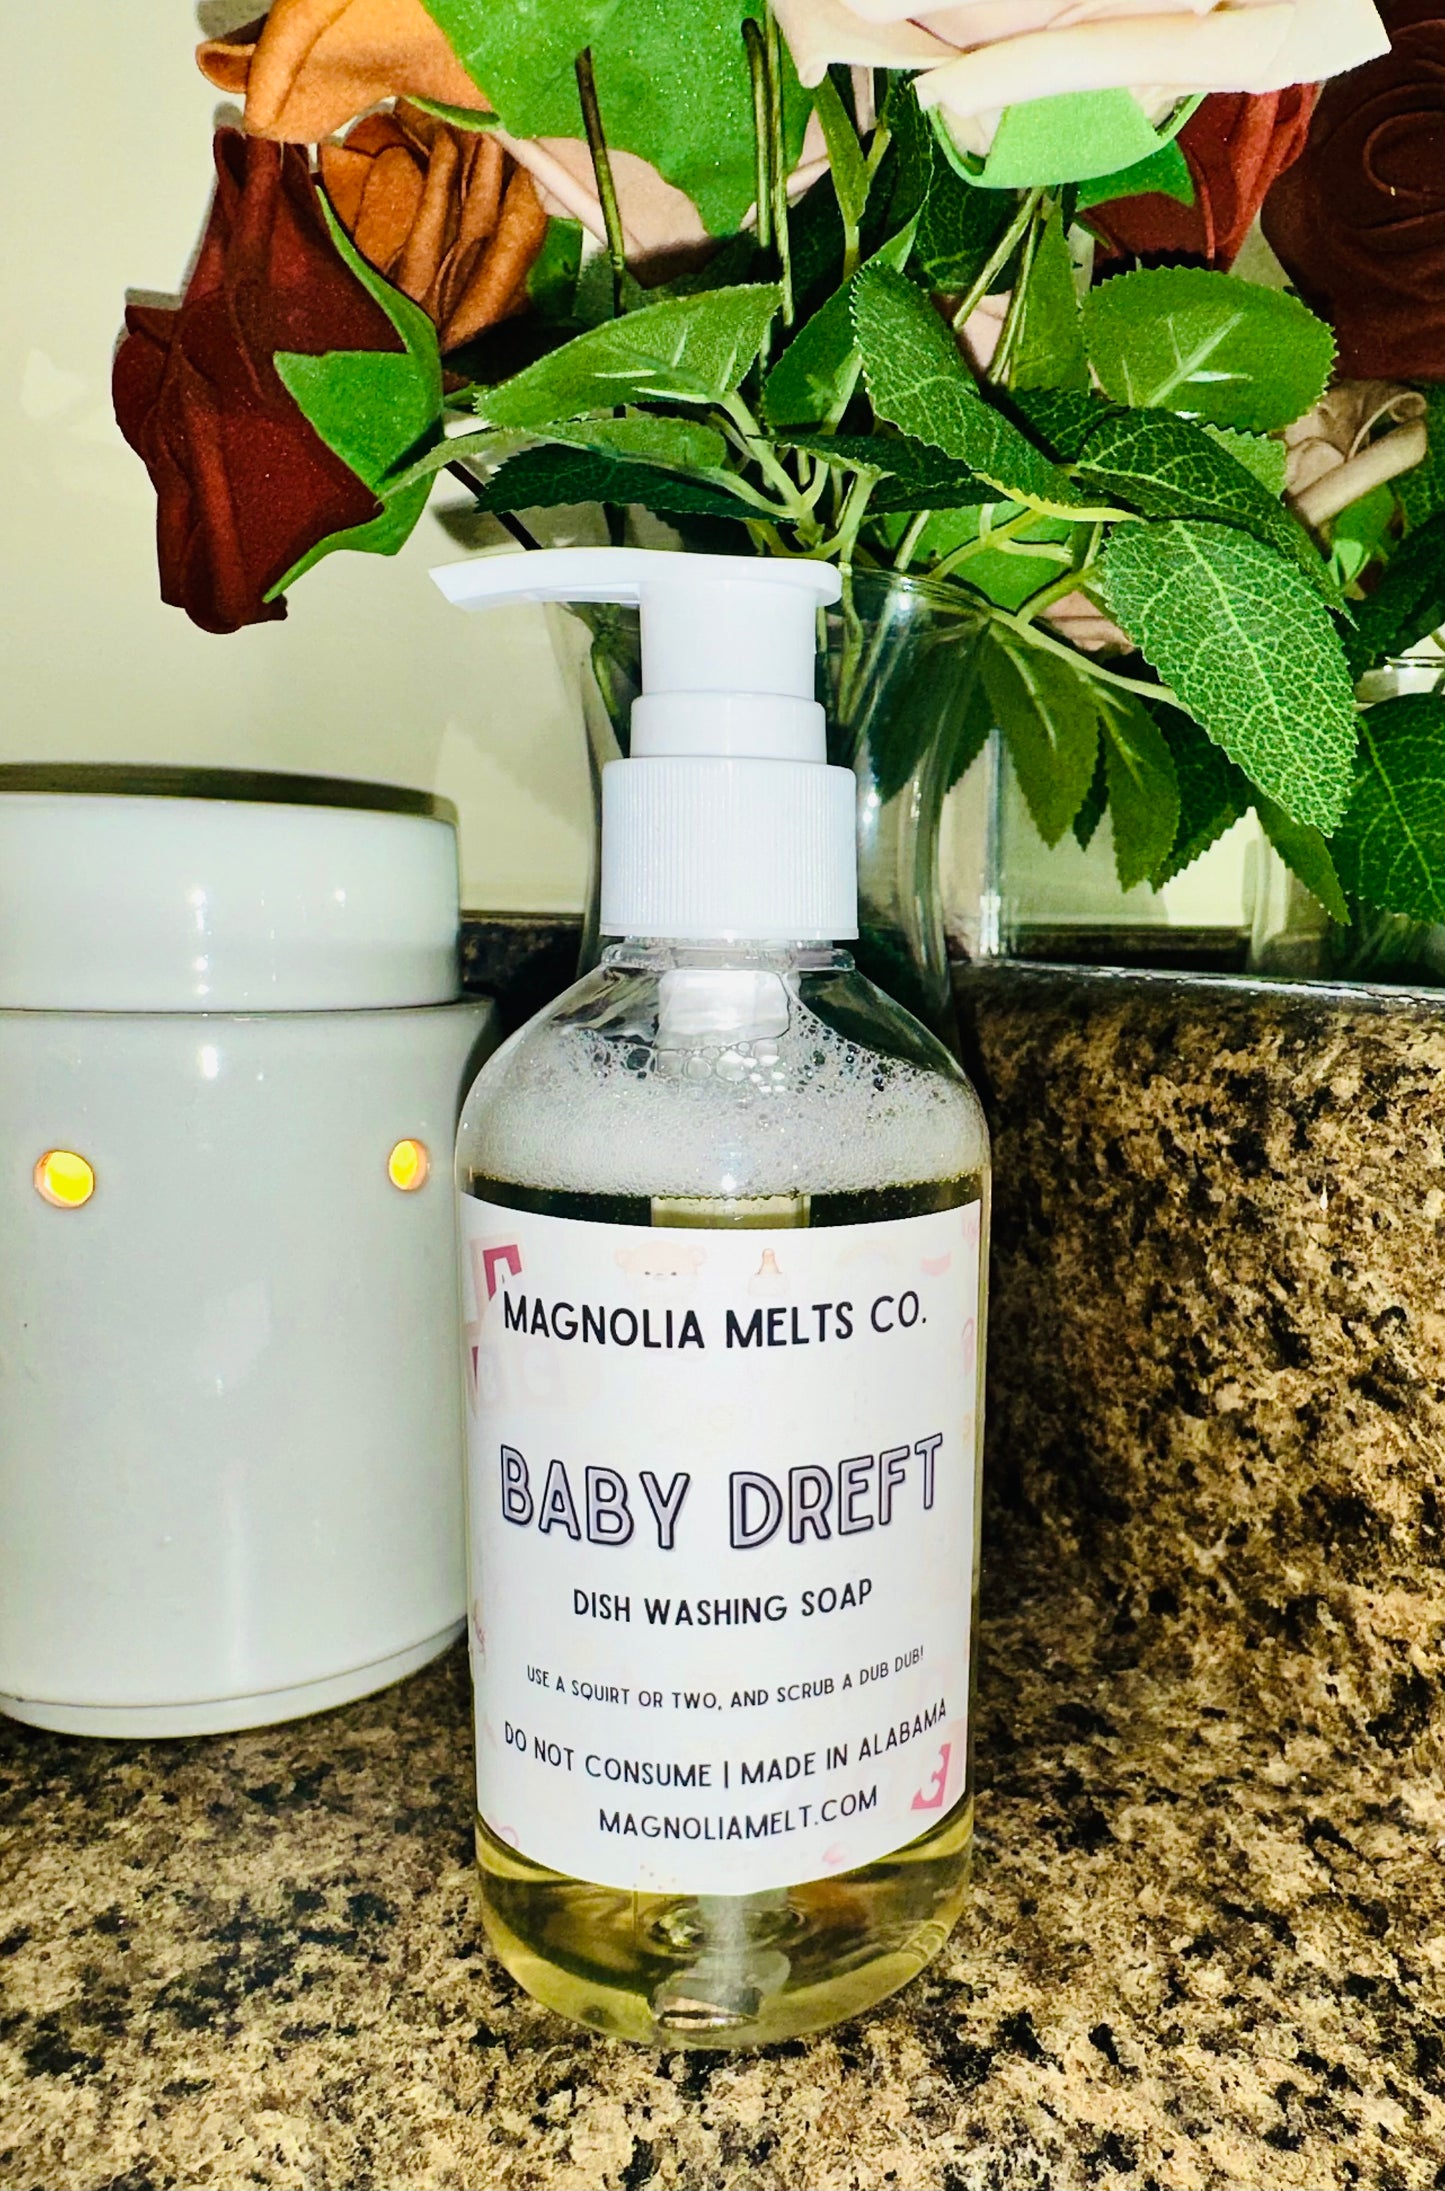 MAGNOLIA MELTS CO.
BABY DREFT
DISH WASHING SOAP
USE A SQUIRT OR TWO, AND SCRUB A DUB DUB!
DO NOT CONSUME | MADE IN ALABAMA
MAGNOLIAMELT.COM